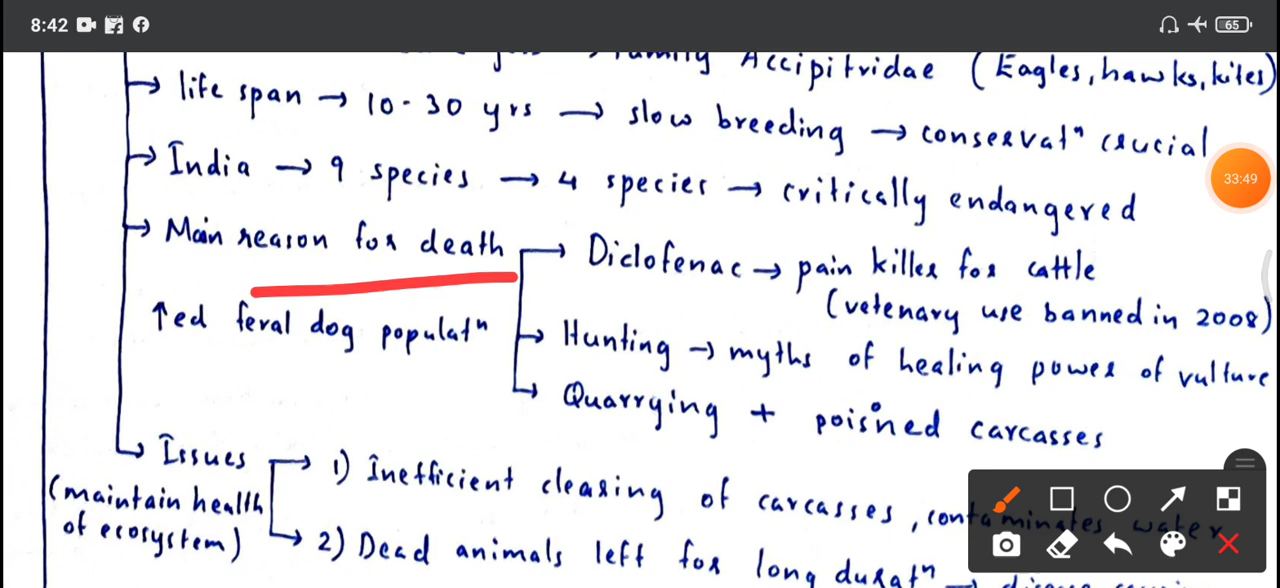 8:42
65
family Accipitridae (Eagles, hawks, kites)
→ life span → 10-30 yrs → slow breeding → conservatⁿ crucial
33:49
→ India → 9 species → 4 species → critically endangered
→ Main reason for death → Diclofenac → pain killer for cattle
(vetenary use banned in 2008)
↑ed feral dog populatⁿ → Hunting → myths of healing power of vulture
→ Quarrying + poisoned carcasses
→ Issues → 1) Inefficient clearing of carcasses, contaminates water
(maintain health
of ecosystem) → 2) Dead animals left for long duratⁿ →